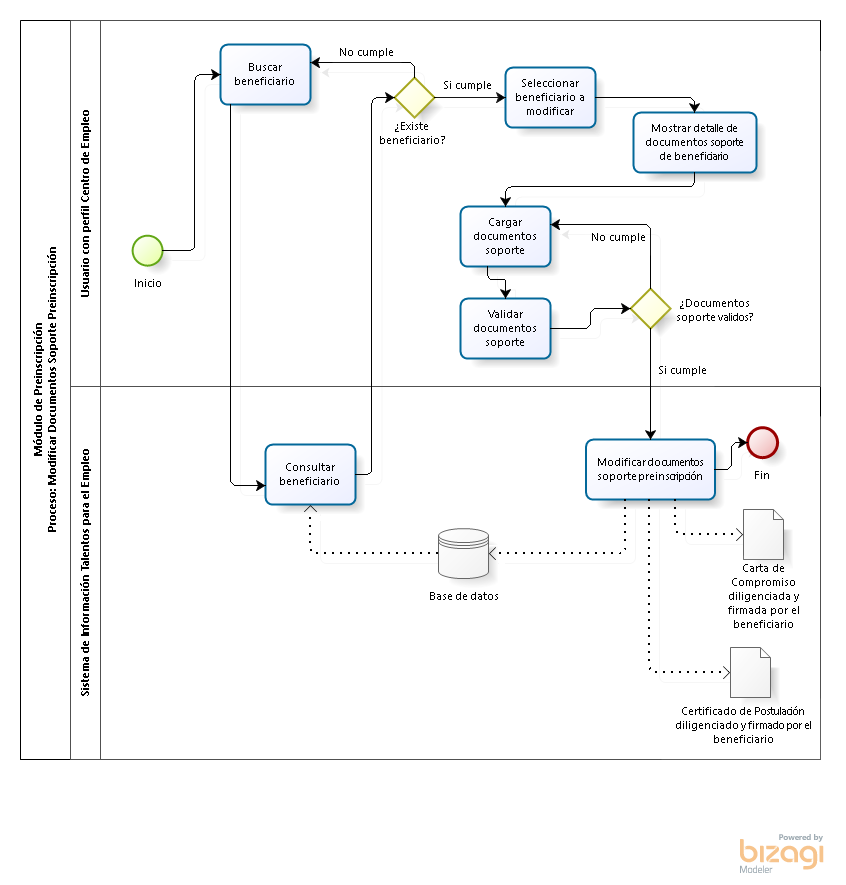 Módulo de Preinscripción
Proceso: Modificar Documentos Soporte Preinscripción
Usuario con perfil Centro de Empleo
Inicio
Buscar
beneficiario
No cumple
¿Existe
beneficiario?
Si cumple
Seleccionar
beneficiario a
modificar
Mostrar detalle de
documentos soporte
de beneficiario
Cargar
documentos
soporte
No cumple
Validar
documentos
soporte
¿Documentos
soporte validos?
Si cumple
Sistema de Información Talentos para el Empleo
Consultar
beneficiario
Modificar documentos
soporte preinscripción
Fin
Base de datos
Carta de
Compromiso
diligenciada y
firmada por el
beneficiario
Certificado de Postulación
diligenciado y firmado por el
beneficiario
Powered by
bizagi
Modeler